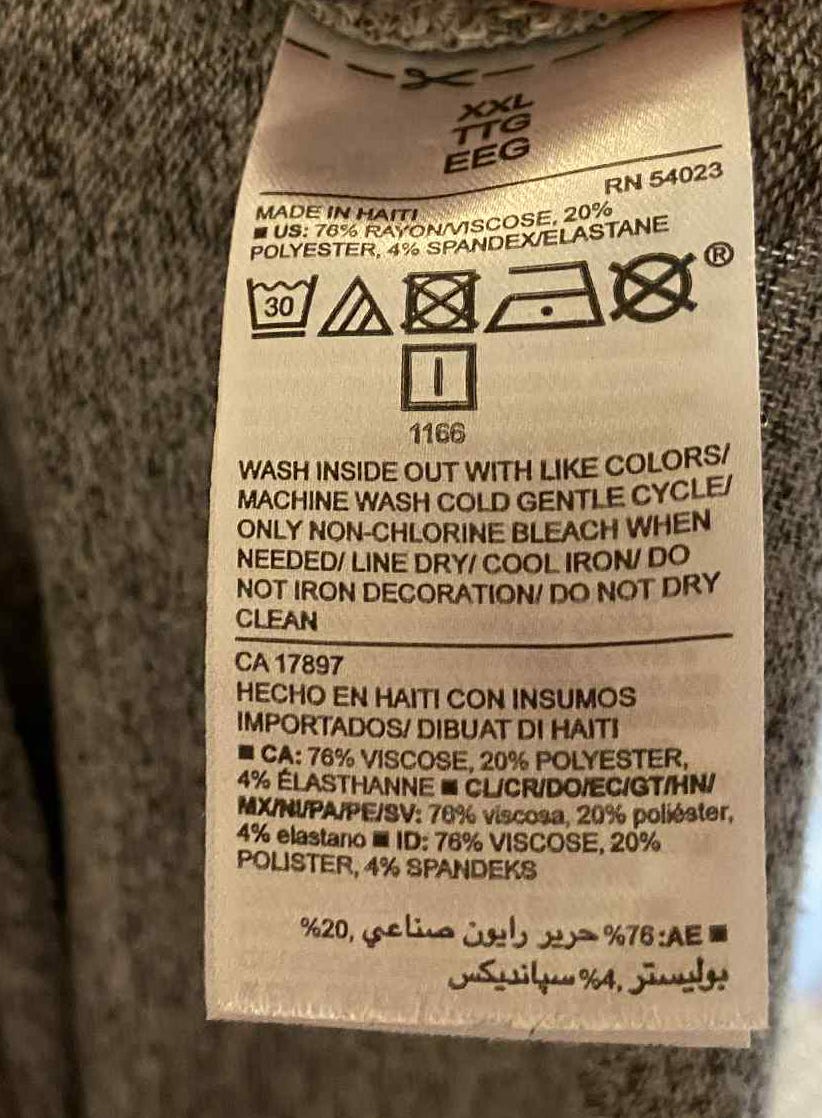 XXL
TTG
EEG
RN 54023
MADE IN HAITI
■ US: 76% RAYON/VISCOSE, 20%
POLYESTER, 4% SPANDEX/ELASTANE
30
®
1166
WASH INSIDE OUT WITH LIKE COLORS/
MACHINE WASH COLD GENTLE CYCLE/
ONLY NON-CHLORINE BLEACH WHEN
NEEDED/ LINE DRY/ COOL IRON/ DO
NOT IRON DECORATION/ DO NOT DRY
CLEAN
CA 17897
HECHO EN HAITI CON INSUMOS
IMPORTADOS/ DIBUAT DI HAITI
■ CA: 76% VISCOSE, 20% POLYESTER,
4% ÉLASTHANNE ■ CL/CR/DO/EC/GT/HN/
MX/NI/PA/PE/SV: 76% viscosa, 20% poliéster,
4% elastano ■ ID: 76% VISCOSE, 20%
POLISTER, 4% SPANDEKS
■ AE: 76% حرير رايون صناعي, 20%
بوليستر, 4% سپانديكس